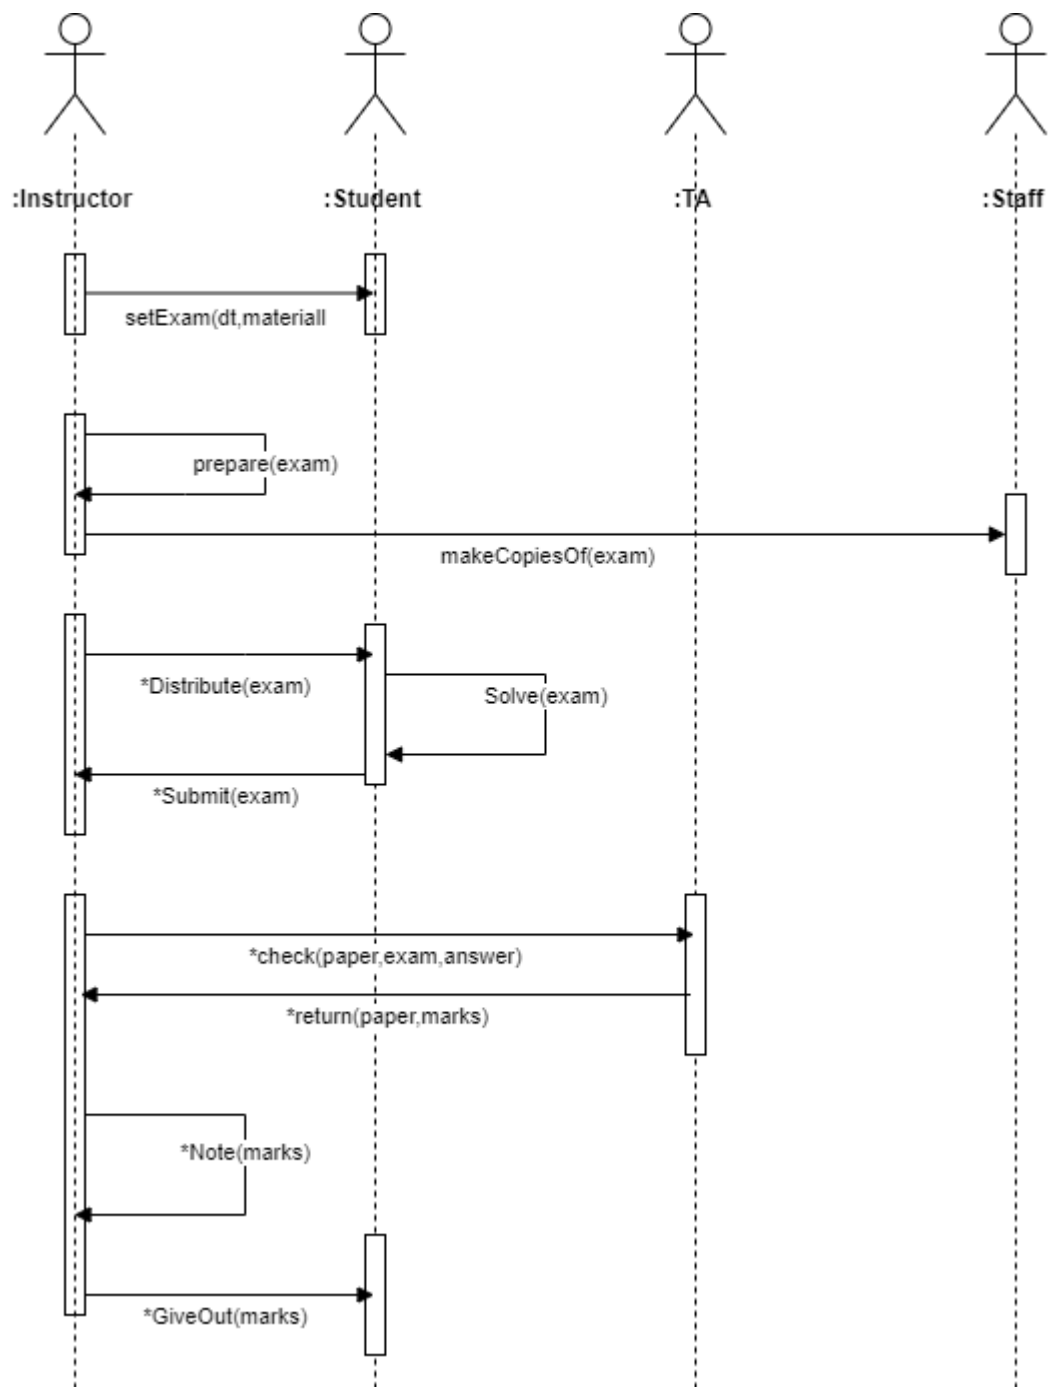 :Instructor
:Student
:TA
:Staff
setExam(dt,materiall
prepare(exam)
makeCopiesOf(exam)
*Distribute(exam)
Solve(exam)
*Submit(exam)
*check(paper,exam,answer)
*return(paper,marks)
*Note(marks)
*GiveOut(marks)